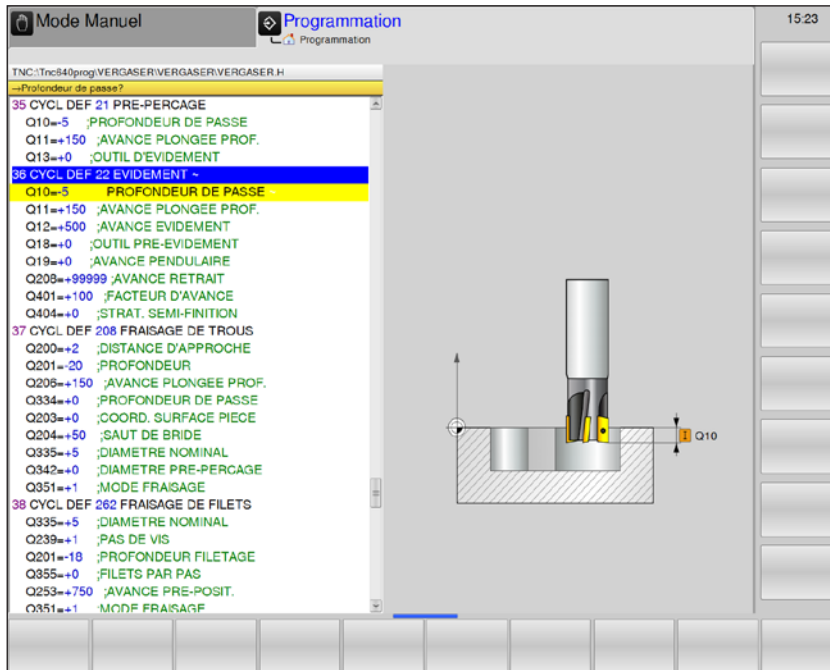 Mode Manuel
Programmation
Programmation
15:23
TNC:\Tnc640prog\VERGASER\VERGASER\VERGASER.H
→Profondeur de passe?
35 CYCL DEF 21 PRE-PERCAGE
Q10=-5 ;PROFONDEUR DE PASSE
Q11=+150 ;AVANCE PLONGEE PROF.
Q13=+0 ;OUTIL D'EVIDEMENT
36 CYCL DEF 22 EVIDEMENT ~
Q10=-5 PROFONDEUR DE PASSE ~
Q11=+150 ;AVANCE PLONGEE PROF.
Q12=+500 ;AVANCE EVIDEMENT
Q18=+0 ;OUTIL PRE-EVIDEMENT
Q19=+0 ;AVANCE PENDULAIRE
Q208=+99999 ;AVANCE RETRAIT
Q401=+100 ;FACTEUR D'AVANCE
Q404=+0 ;STRAT. SEMI-FINITION
37 CYCL DEF 208 FRAISAGE DE TROUS
Q200=+2 ;DISTANCE D'APPROCHE
Q201=-20 ;PROFONDEUR
Q206=+150 ;AVANCE PLONGEE PROF.
Q334=+0 ;PROFONDEUR DE PASSE
Q203=+0 ;COORD. SURFACE PIECE
Q204=+50 ;SAUT DE BRIDE
Q335=+5 ;DIAMETRE NOMINAL
Q342=+0 ;DIAMETRE PRE-PERCAGE
Q351=+1 ;MODE FRAISAGE
38 CYCL DEF 262 FRAISAGE DE FILETS
Q335=+5 ;DIAMETRE NOMINAL
Q239=+1 ;PAS DE VIS
Q201=-18 ;PROFONDEUR FILETAGE
Q355=+0 ;FILETS PAR PAS
Q253=+750 ;AVANCE PRE-POSIT.
Q351=+1 ;MODE FRAISAGE
I Q10